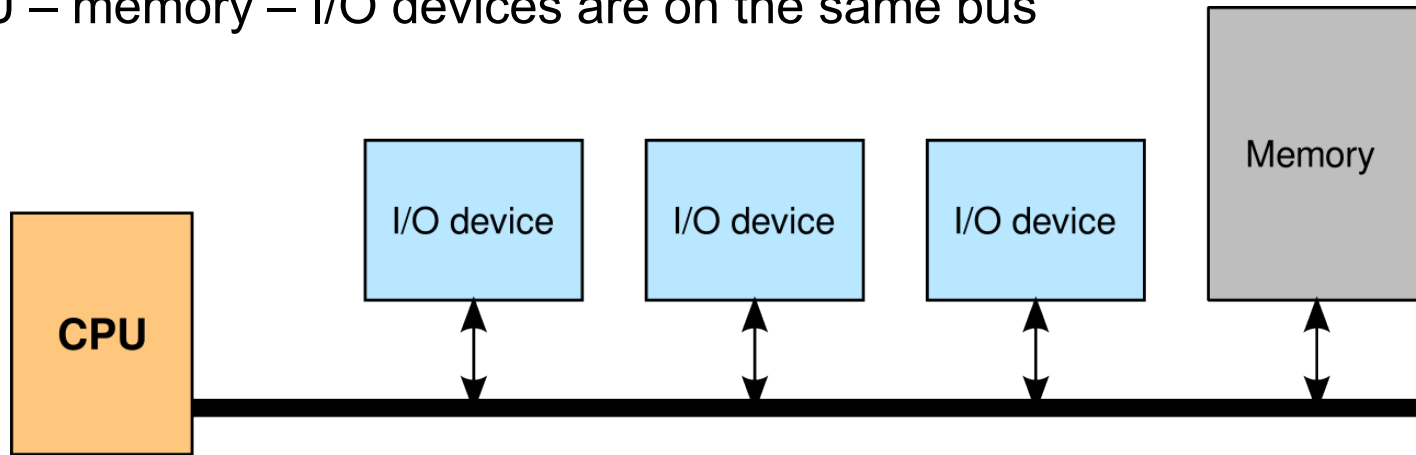 U – memory – I/O devices are on the same bus
Memory
I/O device I/O device I/O device
CPU